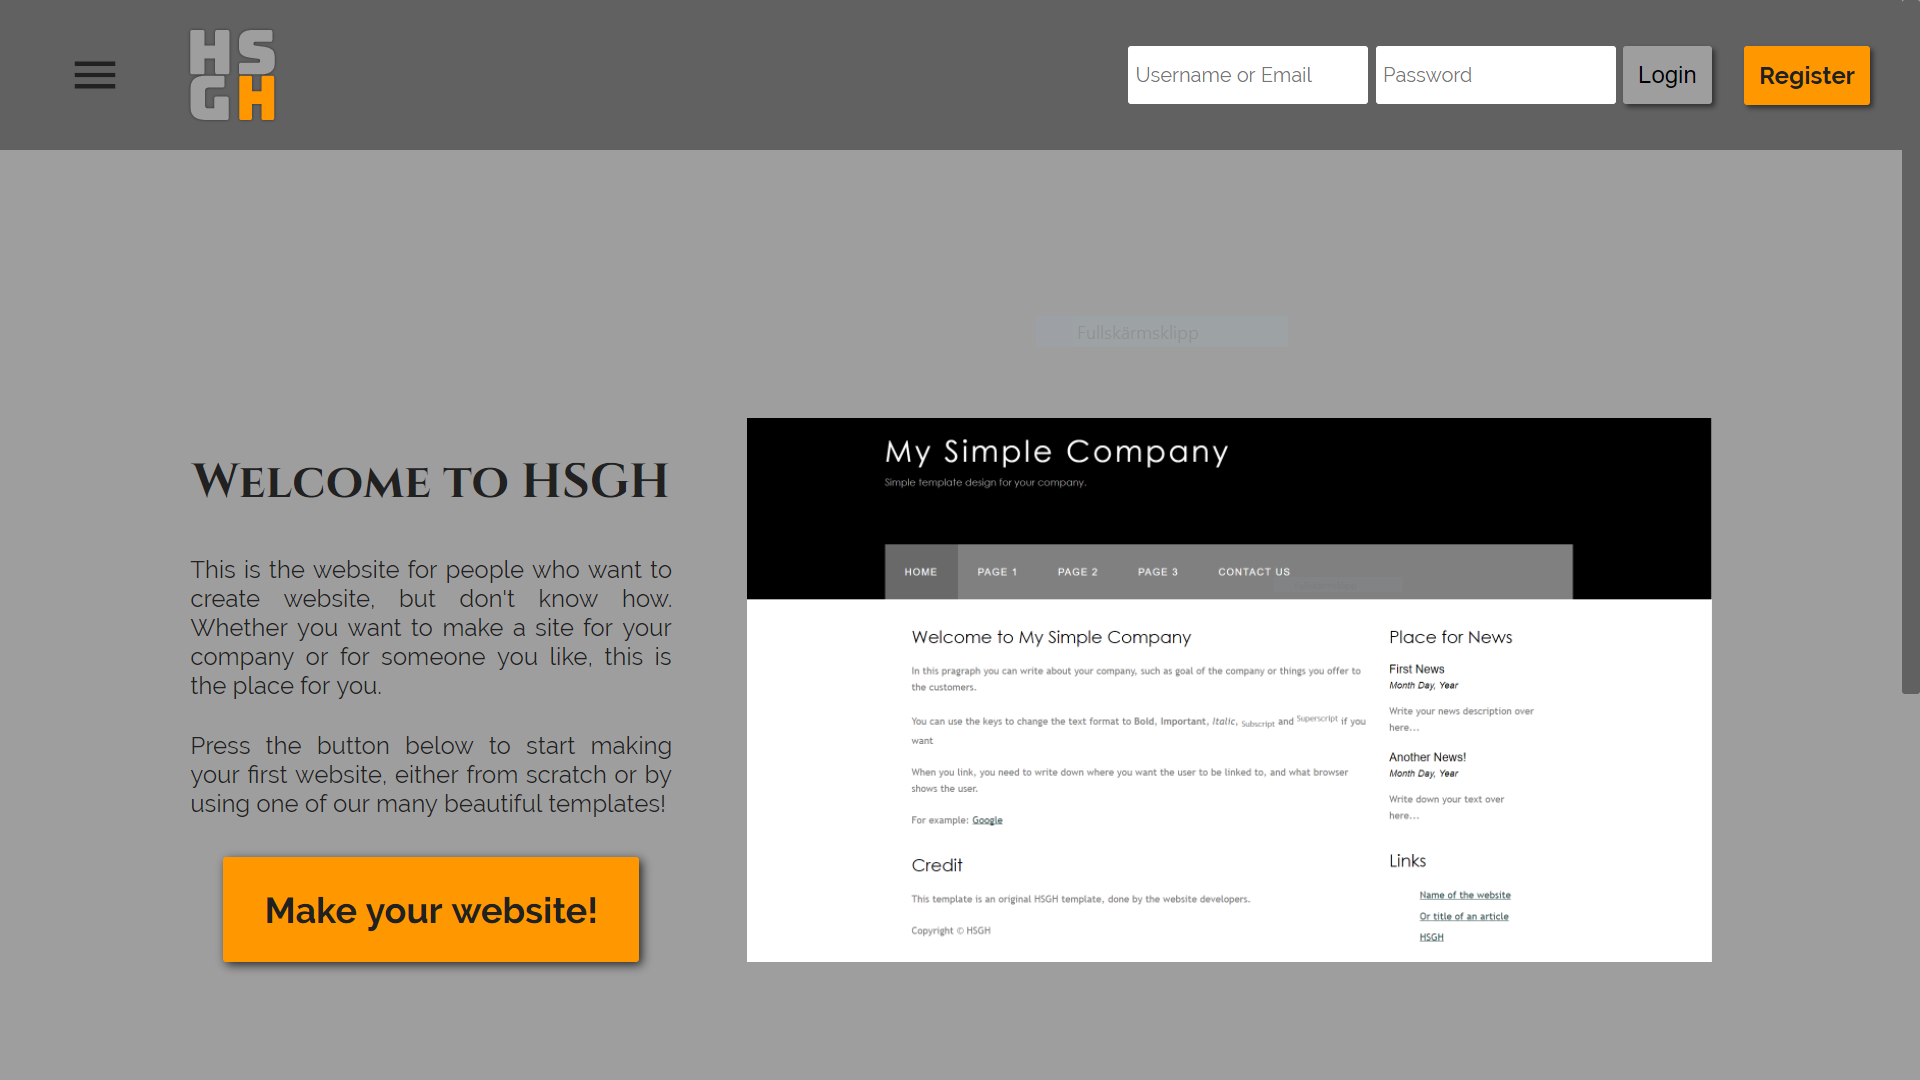 HS
GH
Username or Email
Password
Login
Register
Fullskärmsklipp
WELCOME TO HSGH
This is the website for people who want to
create website, but don't know how.
Whether you want to make a site for your
company or for someone you like, this is
the place for you.
Press the button below to start making
your first website, either from scratch or by
using one of our many beautiful templates!
Make your website!
My Simple Company
Simple template design for your company.
HOME PAGE 1 PAGE 2 PAGE 3 CONTACT US
Welcome to My Simple Company
In this pragraph you can write about your company, such as goal of the company or things you offer to
the customers.
You can use the keys to change the text format to Bold, Important, Italic, Subscript and Superscript if you
want
When you link, you need to write down where you want the user to be linked to, and what browser
shows the user.
For example: Google
Credit
This template is an original HSGH template, done by the website developers.
Copyright © HSGH
Place for News
First News
Month Day, Year
Write your news description over
here...
Another News!
Month Day, Year
Write down your text over
here...
Links
Name of the website
Or title of an article
HSGH